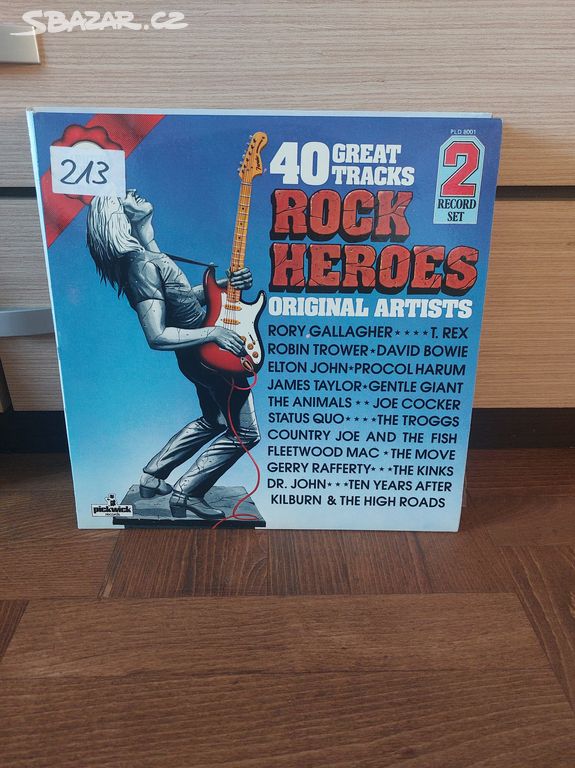 SBAZAR.CZ
213
PLD 8001
40 GREAT
TRACKS
2
RECORD
SET
ROCK
HEROES
ORIGINAL ARTISTS
RORY GALLAGHER★★★★T. REX
ROBIN TROWER★DAVID BOWIE
ELTON JOHN★PROCOL HARUM
JAMES TAYLOR★GENTLE GIANT
THE ANIMALS★★JOE COCKER
STATUS QUO★★★★THE TROGGS
COUNTRY JOE AND THE FISH
FLEETWOOD MAC★THE MOVE
GERRY RAFFERTY★★★THE KINKS
DR. JOHN★★★TEN YEARS AFTER
KILBURN & THE HIGH ROADS
pickwick
records